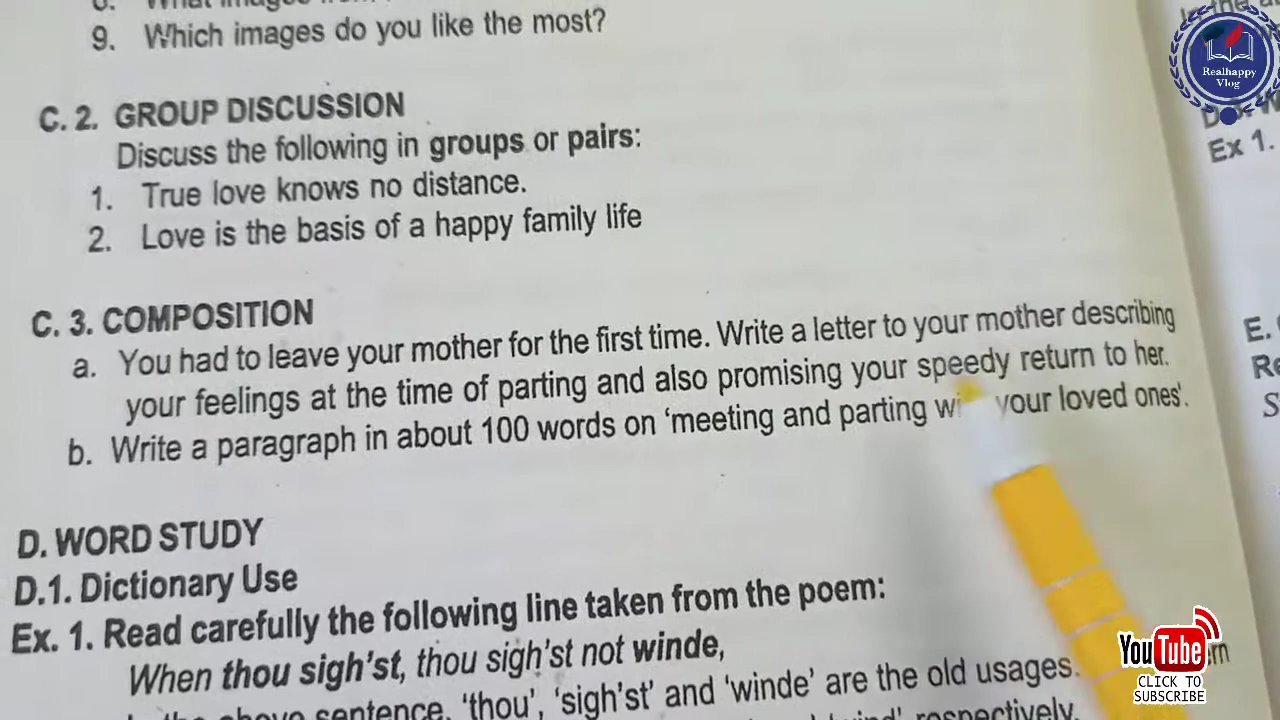 9. Which images do you like the most?
C. 2. GROUP DISCUSSION
Discuss the following in groups or pairs:
1. True love knows no distance.
2. Love is the basis of a happy family life
C. 3. COMPOSITION
a. You had to leave your mother for the first time. Write a letter to your mother describing
your feelings at the time of parting and also promising your speedy return to her.
b. Write a paragraph in about 100 words on 'meeting and parting your loved ones'.
D. WORD STUDY
D.1. Dictionary Use
Ex. 1. Read carefully the following line taken from the poem:
When thou sigh'st, thou sigh'st not winde,
above sentence, 'thou', 'sigh'st' and 'winde' are the old usages.
respectively.
Realhappy
Vlog
Ex 1.
E.
YouTube
CLICK TO
SUBSCRIBE